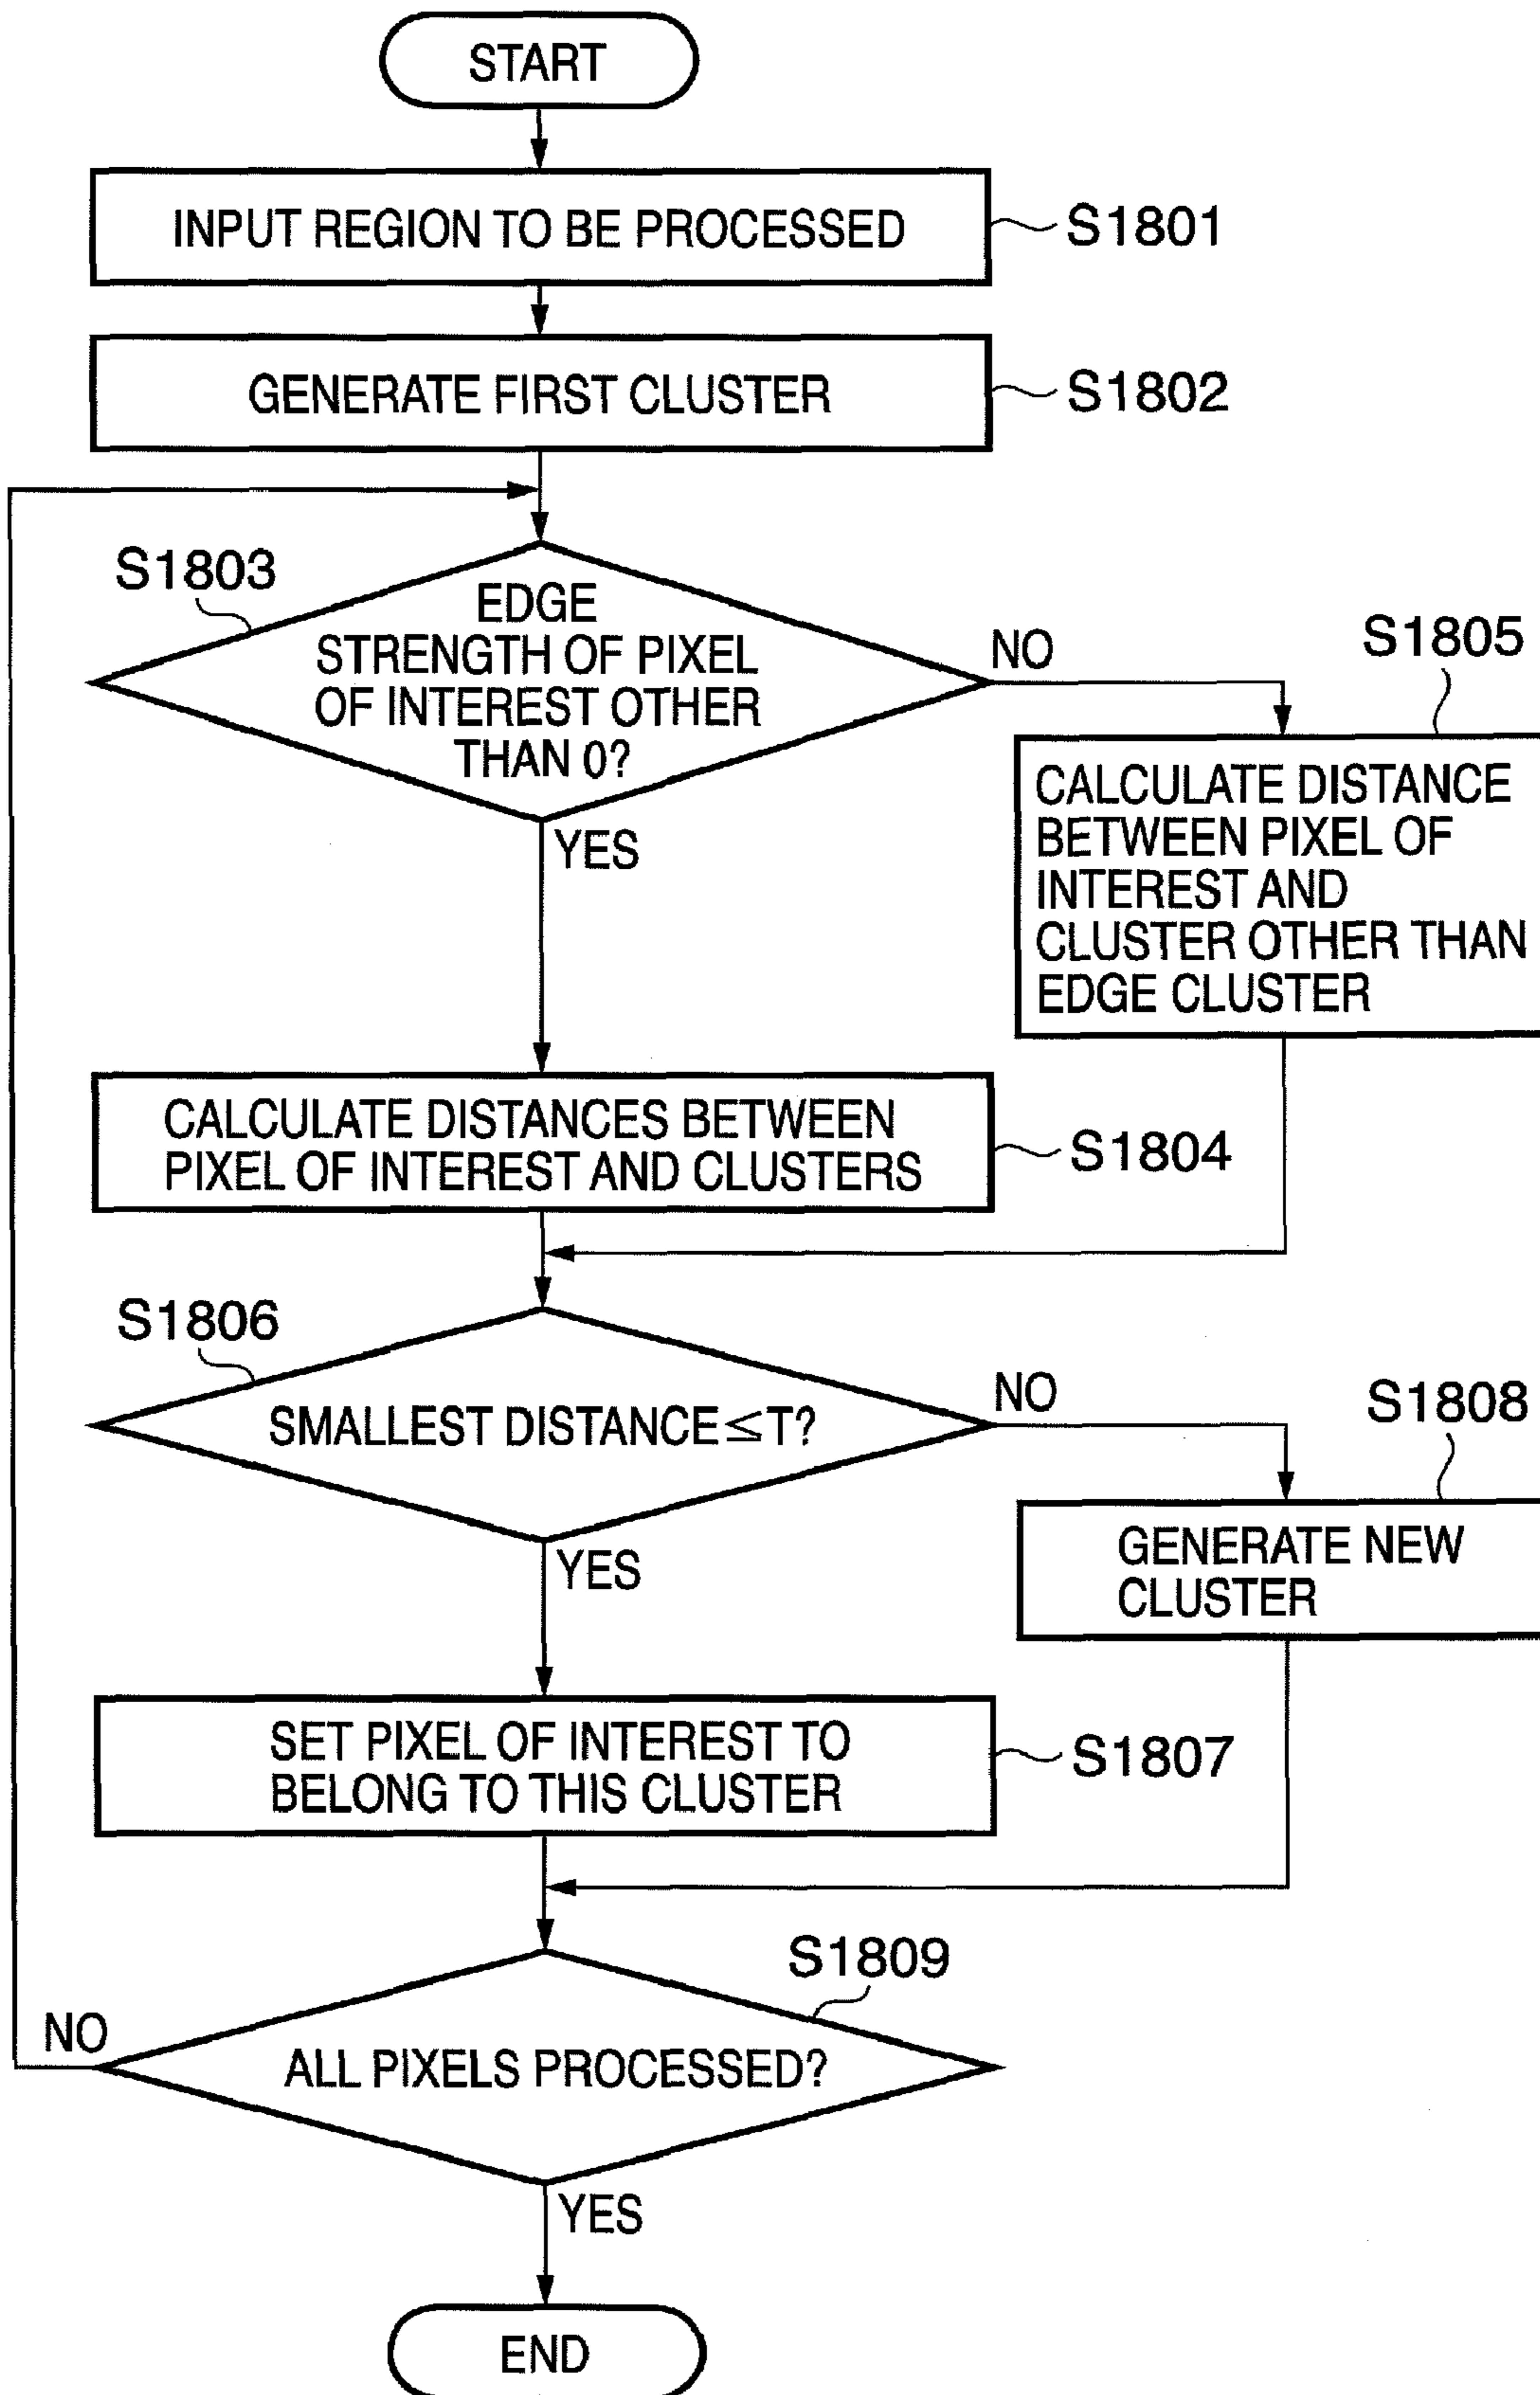 START
INPUT REGION TO BE PROCESSED
S1801
GENERATE FIRST CLUSTER
S1802
S1803
EDGE
STRENGTH OF PIXEL
OF INTEREST OTHER
THAN 0?
NO
YES
S1805
CALCULATE DISTANCE
BETWEEN PIXEL OF
INTEREST AND
CLUSTER OTHER THAN
EDGE CLUSTER
CALCULATE DISTANCES BETWEEN
PIXEL OF INTEREST AND CLUSTERS
S1804
S1806
SMALLEST DISTANCE≦T?
NO
YES
S1808
GENERATE NEW
CLUSTER
SET PIXEL OF INTEREST TO
BELONG TO THIS CLUSTER
S1807
S1809
NO
ALL PIXELS PROCESSED?
YES
END